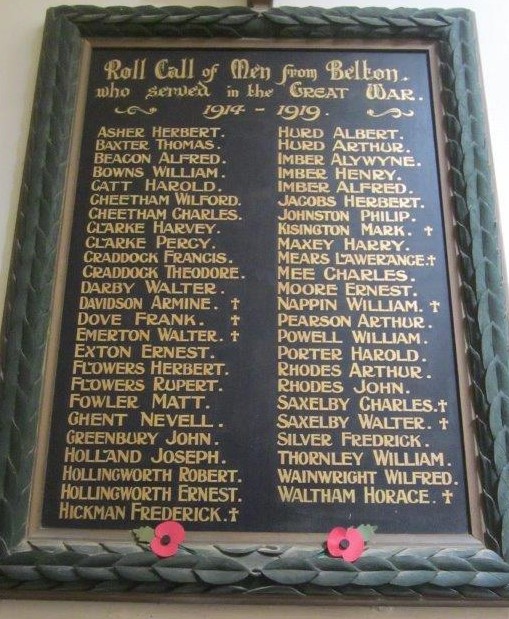 Roll Call of Men from Belton.
who served in the GREAT WAR.
1914 - 1919.
ASHER HERBERT.
BAXTER THOMAS.
BEACON ALFRED.
BOWNS WILLIAM.
CATT HAROLD.
CHEETHAM WILFORD.
CHEETHAM CHARLES.
CLARKE HARVEY.
CLARKE PERCY.
CRADDOCK FRANCIS.
CRADDOCK THEODORE.
DARBY WALTER.
DAVIDSON ARMINE. ✝
DOVE FRANK. ✝
EMERTON WALTER. ✝
EXTON ERNEST.
FLOWERS HERBERT.
FLOWERS RUPERT.
FOWLER MATT.
GHENT NEVELL.
GREENBURY JOHN.
HOLLAND JOSEPH.
HOLLINGWORTH ROBERT.
HOLLINGWORTH ERNEST.
HICKMAN FREDERICK. ✝
HURD ALBERT.
HURD ARTHUR.
IMBER ALYWYNE.
IMBER HENRY.
IMBER ALFRED.
JACOBS HERBERT.
JOHNSTON PHILIP.
KISINGTON MARK. ✝
MAXEY HARRY.
MEARS LAWERANCE. ✝
MEE CHARLES.
MOORE ERNEST.
NAPPIN WILLIAM. ✝
PEARSON ARTHUR.
POWELL WILLIAM.
PORTER HAROLD.
RHODES ARTHUR.
RHODES JOHN.
SAXELBY CHARLES. ✝
SAXELBY WALTER. ✝
SILVER FREDRICK.
THORNLEY WILLIAM.
WAINWRIGHT WILFRED.
WALTHAM HORACE. ✝